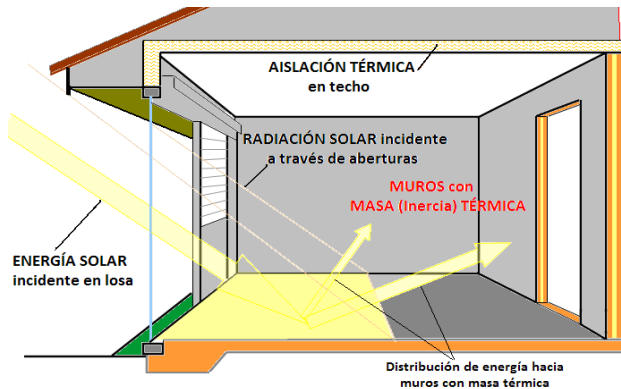 AISLACIÓN TÉRMICA
en techo
RADIACIÓN SOLAR incidente
a través de aberturas
MUROS con
MASA (Inercia) TÉRMICA
ENERGÍA SOLAR
incidente en losa
Distribución de energía hacia
muros con masa térmica